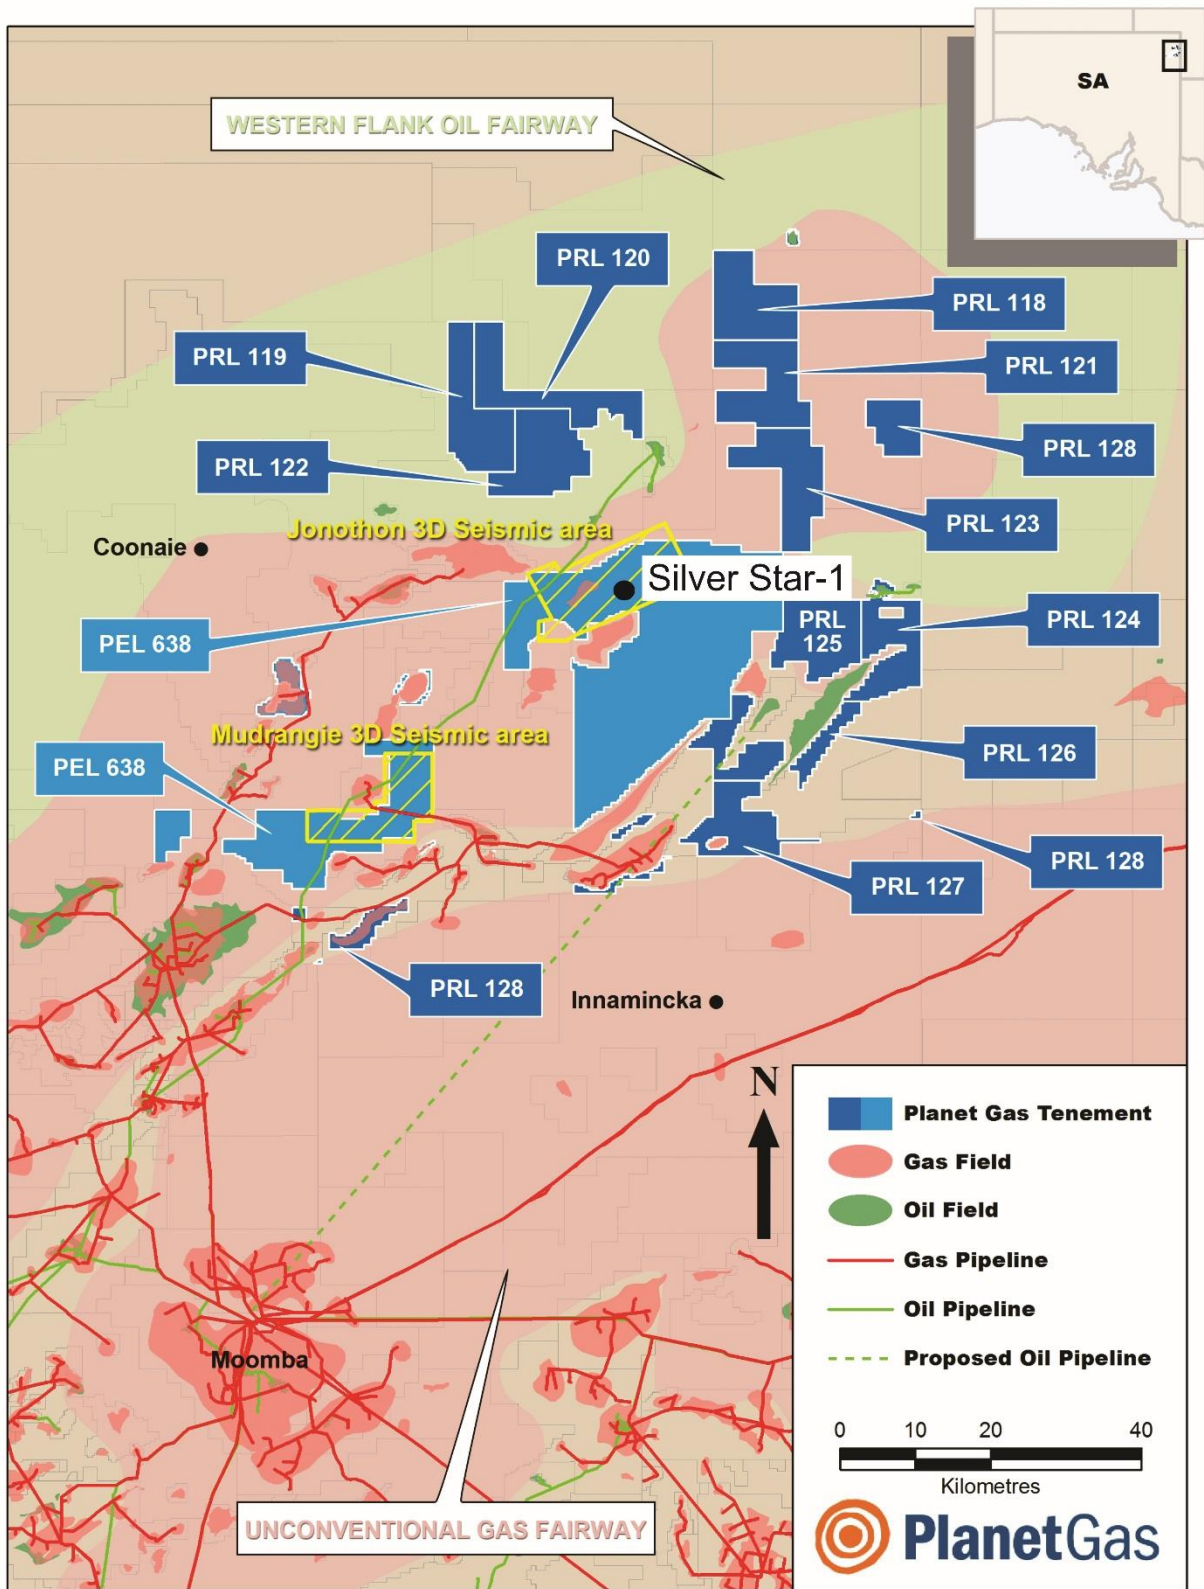 SA
WESTERN FLANK OIL FAIRWAY
PRL 120
PRL 118
PRL 119
PRL 121
PRL 122
PRL 128
PRL 123
Jonothon 3D Seismic area
Coonaie
Silver Star-1
PEL 638
PRL
125
PRL 124
Mudrangie 3D Seismic area
PEL 638
PRL 126
PRL 128
PRL 127
PRL 128
Innamincka
N
Planet Gas Tenement
Gas Field
Oil Field
Gas Pipeline
Oil Pipeline
Proposed Oil Pipeline
Moomba
0 10 20 40
Kilometres
UNCONVENTIONAL GAS FAIRWAY
PlanetGas